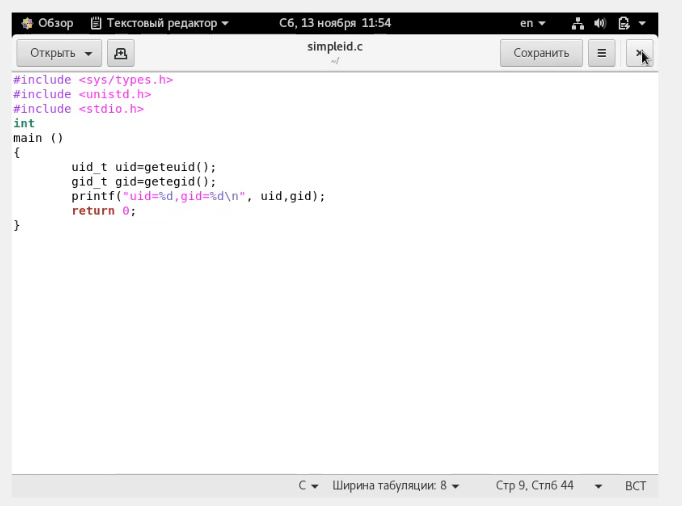 Обзор Текстовый редактор Сб, 13 ноября 11:54 en
Открыть simpleid.c Сохранить
~/
#include <sys/types.h>
#include <unistd.h>
#include <stdio.h>
int
main ()
{
        uid_t uid=geteuid();
        gid_t gid=getegid();
        printf("uid=%d,gid=%d\n", uid,gid);
        return 0;
}
C Ширина табуляции: 8 Стр 9, Стлб 44 ВСТ